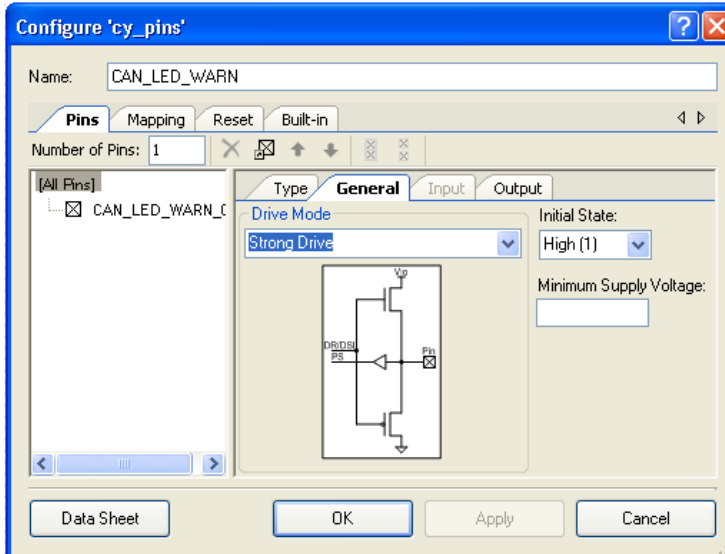 Configure 'cy_pins'
Name: CAN_LED_WARN
Pins Mapping Reset Built-in
Number of Pins: 1
[All Pins]
CAN_LED_WARN_
Type General Input Output
Drive Mode
Strong Drive
Initial State:
High (1)
Minimum Supply Voltage:
Vio
DR/DSI
PS
Pin
Data Sheet OK Apply Cancel